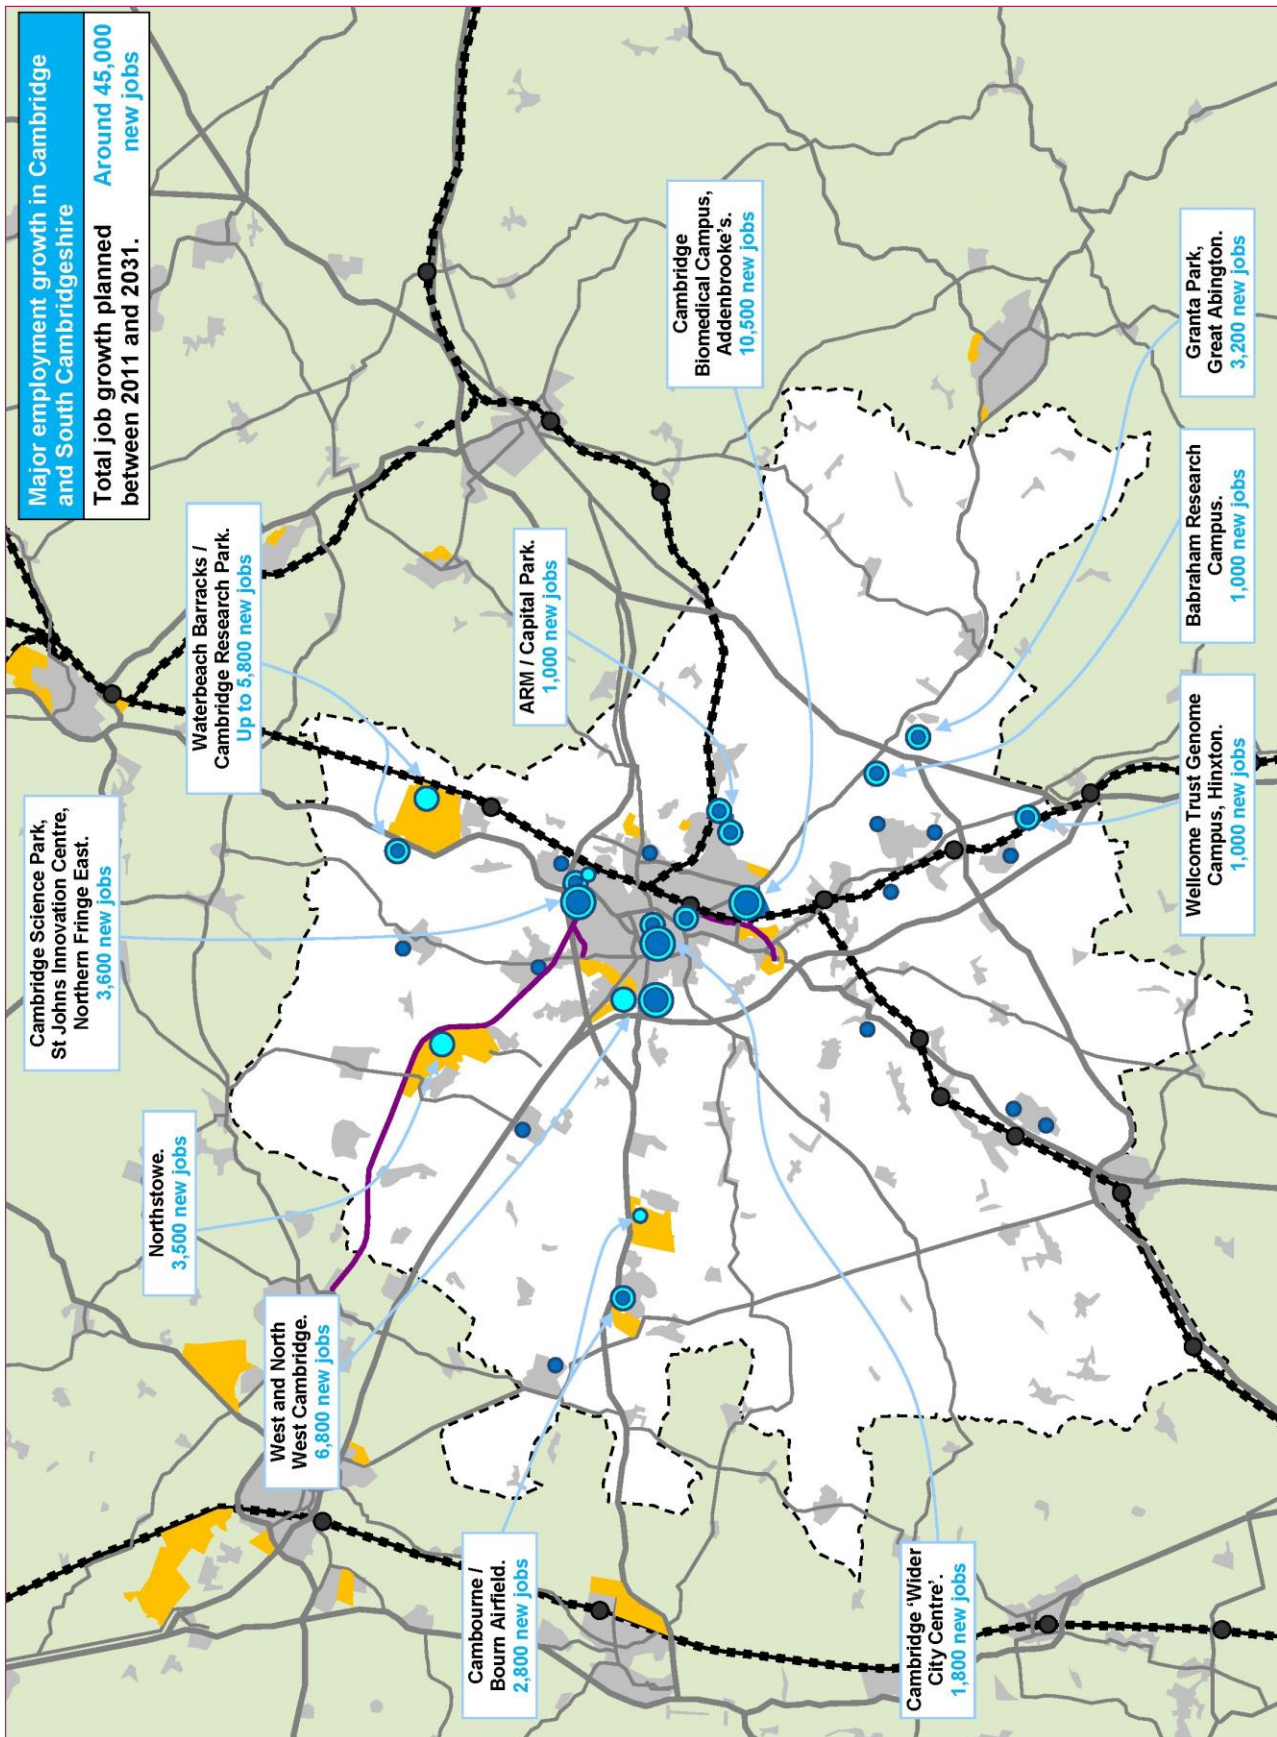 Major employment growth in Cambridge
and South Cambridgeshire
Total job growth planned
between 2011 and 2031.
Around 45,000
new jobs
Cambridge Science Park,
St Johns Innovation Centre,
Northern Fringe East.
3,600 new jobs
Waterbeach Barracks /
Cambridge Research Park.
Up to 5,800 new jobs
Northstowe.
3,500 new jobs
West and North
West Cambridge.
6,800 new jobs
Cambourne /
Bourn Airfield.
2,800 new jobs
ARM / Capital Park.
1,000 new jobs
Cambridge
Biomedical Campus,
Addenbrooke's.
10,500 new jobs
Cambridge 'Wider
City Centre'.
1,800 new jobs
Wellcome Trust Genome
Campus, Hinxton.
1,000 new jobs
Babraham Research
Campus.
1,000 new jobs
Granta Park,
Great Abington.
3,200 new jobs